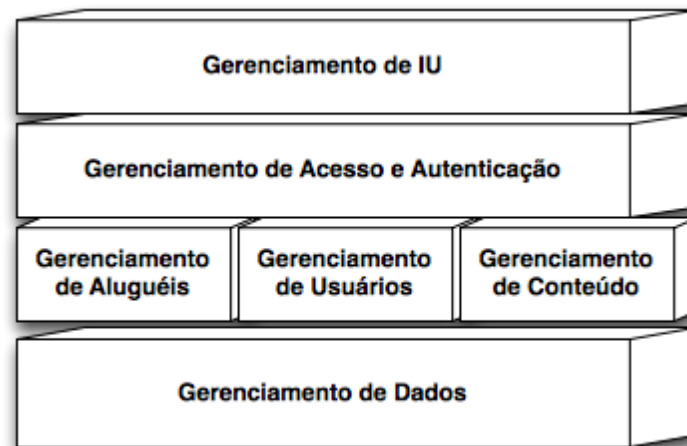 Gerenciamento de IU
Gerenciamento de Acesso e Autenticação
Gerenciamento
de Aluguéis
Gerenciamento
de Usuários
Gerenciamento
de Conteúdo
Gerenciamento de Dados